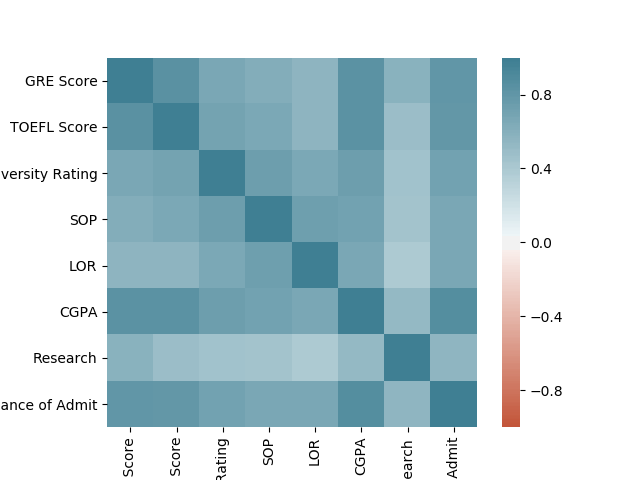 GRE Score
TOEFL Score
versity Rating
SOP
LOR
CGPA
Research
ance of Admit
Score
Score
Rating
SOP
LOR
CGPA
earch
Admit
0.8
0.4
0.0
−0.4
−0.8